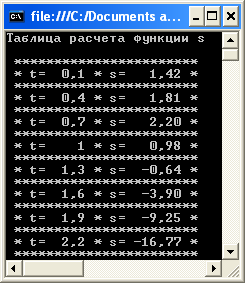 file:///C:/Documents a...
Таблица расчета функции s
************************
* t= 0,1 * s= 1,42 *
************************
* t= 0,4 * s= 1,81 *
************************
* t= 0,7 * s= 2,20 *
************************
* t= 1 * s= 0,98 *
************************
* t= 1,3 * s= -0,64 *
************************
* t= 1,6 * s= -3,90 *
************************
* t= 1,9 * s= -9,25 *
************************
* t= 2,2 * s= -16,77 *
************************